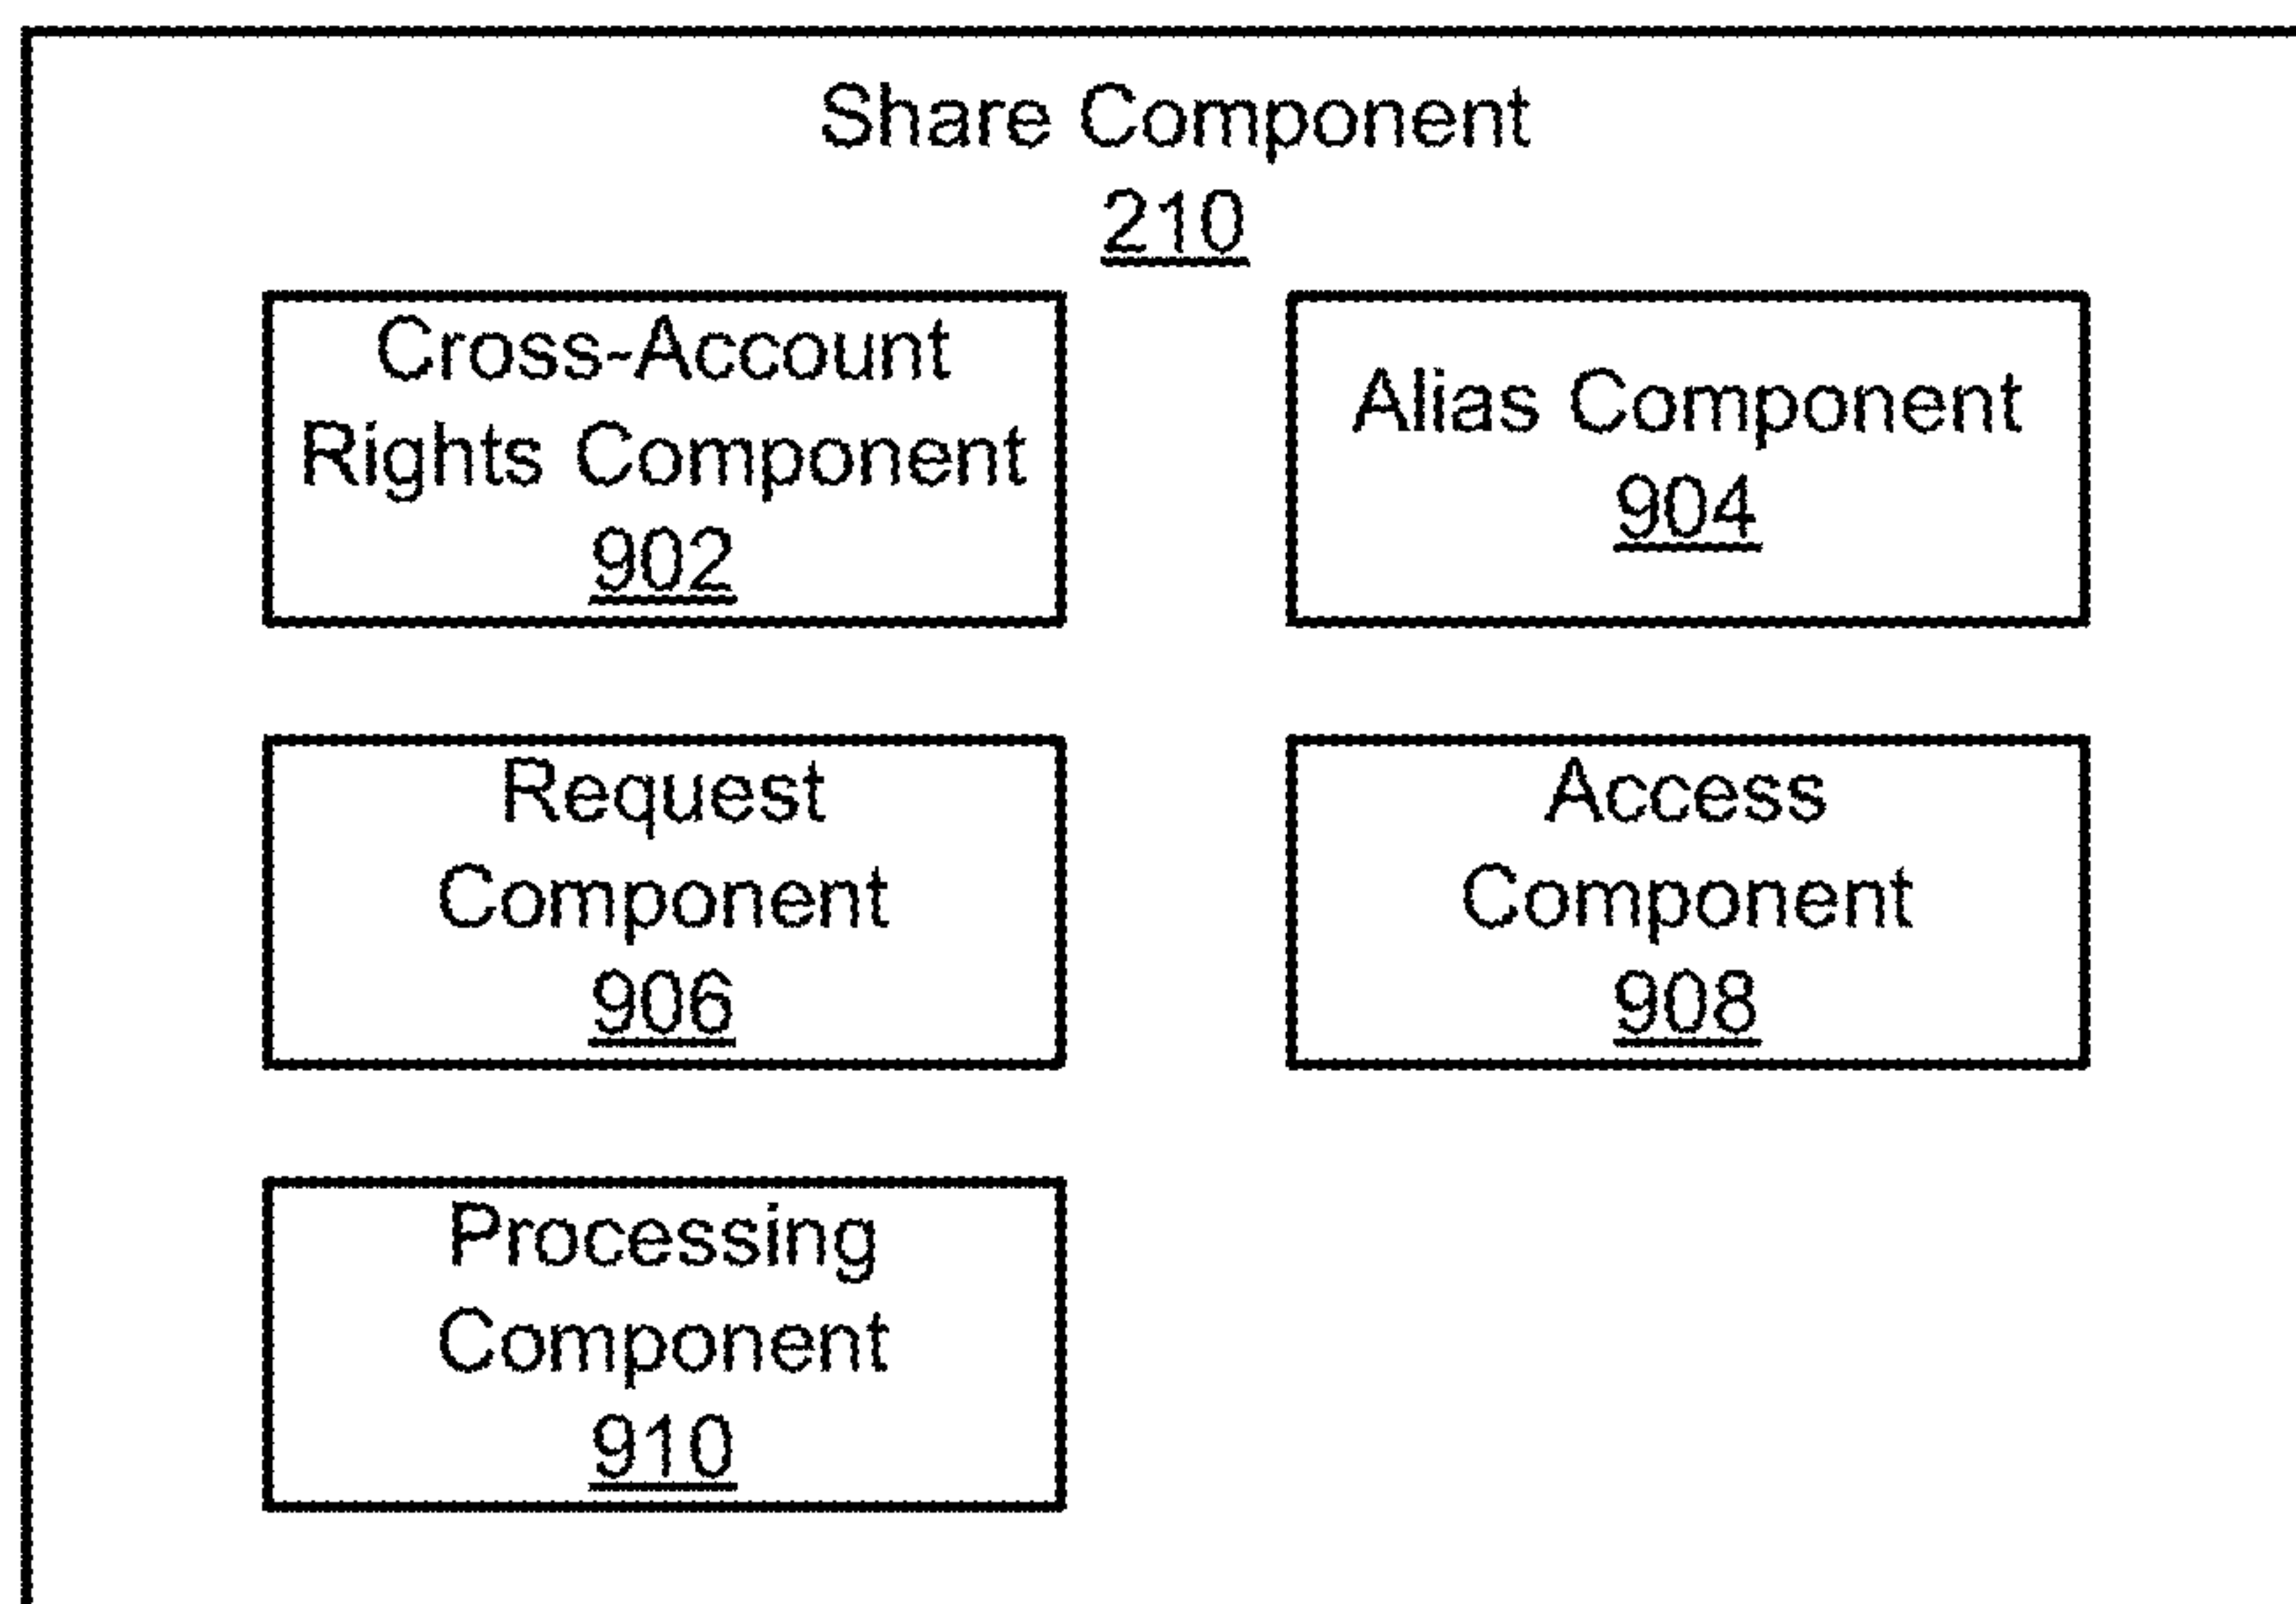 Share Component
210
Cross-Account
Rights Component
902
Alias Component
904
Request
Component
906
Access
Component
908
Processing
Component
910